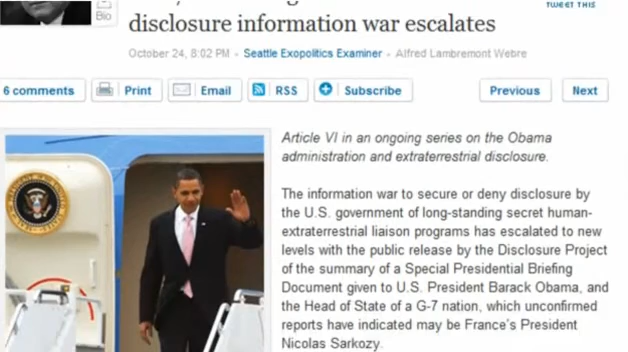 Bio
TWEET THIS
disclosure information war escalates
October 24, 8:02 PM · Seattle Exopolitics Examiner · Alfred Lambremont Webre
6 comments
Print
Email
RSS
Subscribe
Previous
Next
Article VI in an ongoing series on the Obama
administration and extraterrestrial disclosure.
The information war to secure or deny disclosure by
the U.S. government of long-standing secret human-
extraterrestrial liaison programs has escalated to new
levels with the public release by the Disclosure Project
of the summary of a Special Presidential Briefing
Document given to U.S. President Barack Obama, and
the Head of State of a G-7 nation, which unconfirmed
reports have indicated may be France's President
Nicolas Sarkozy.